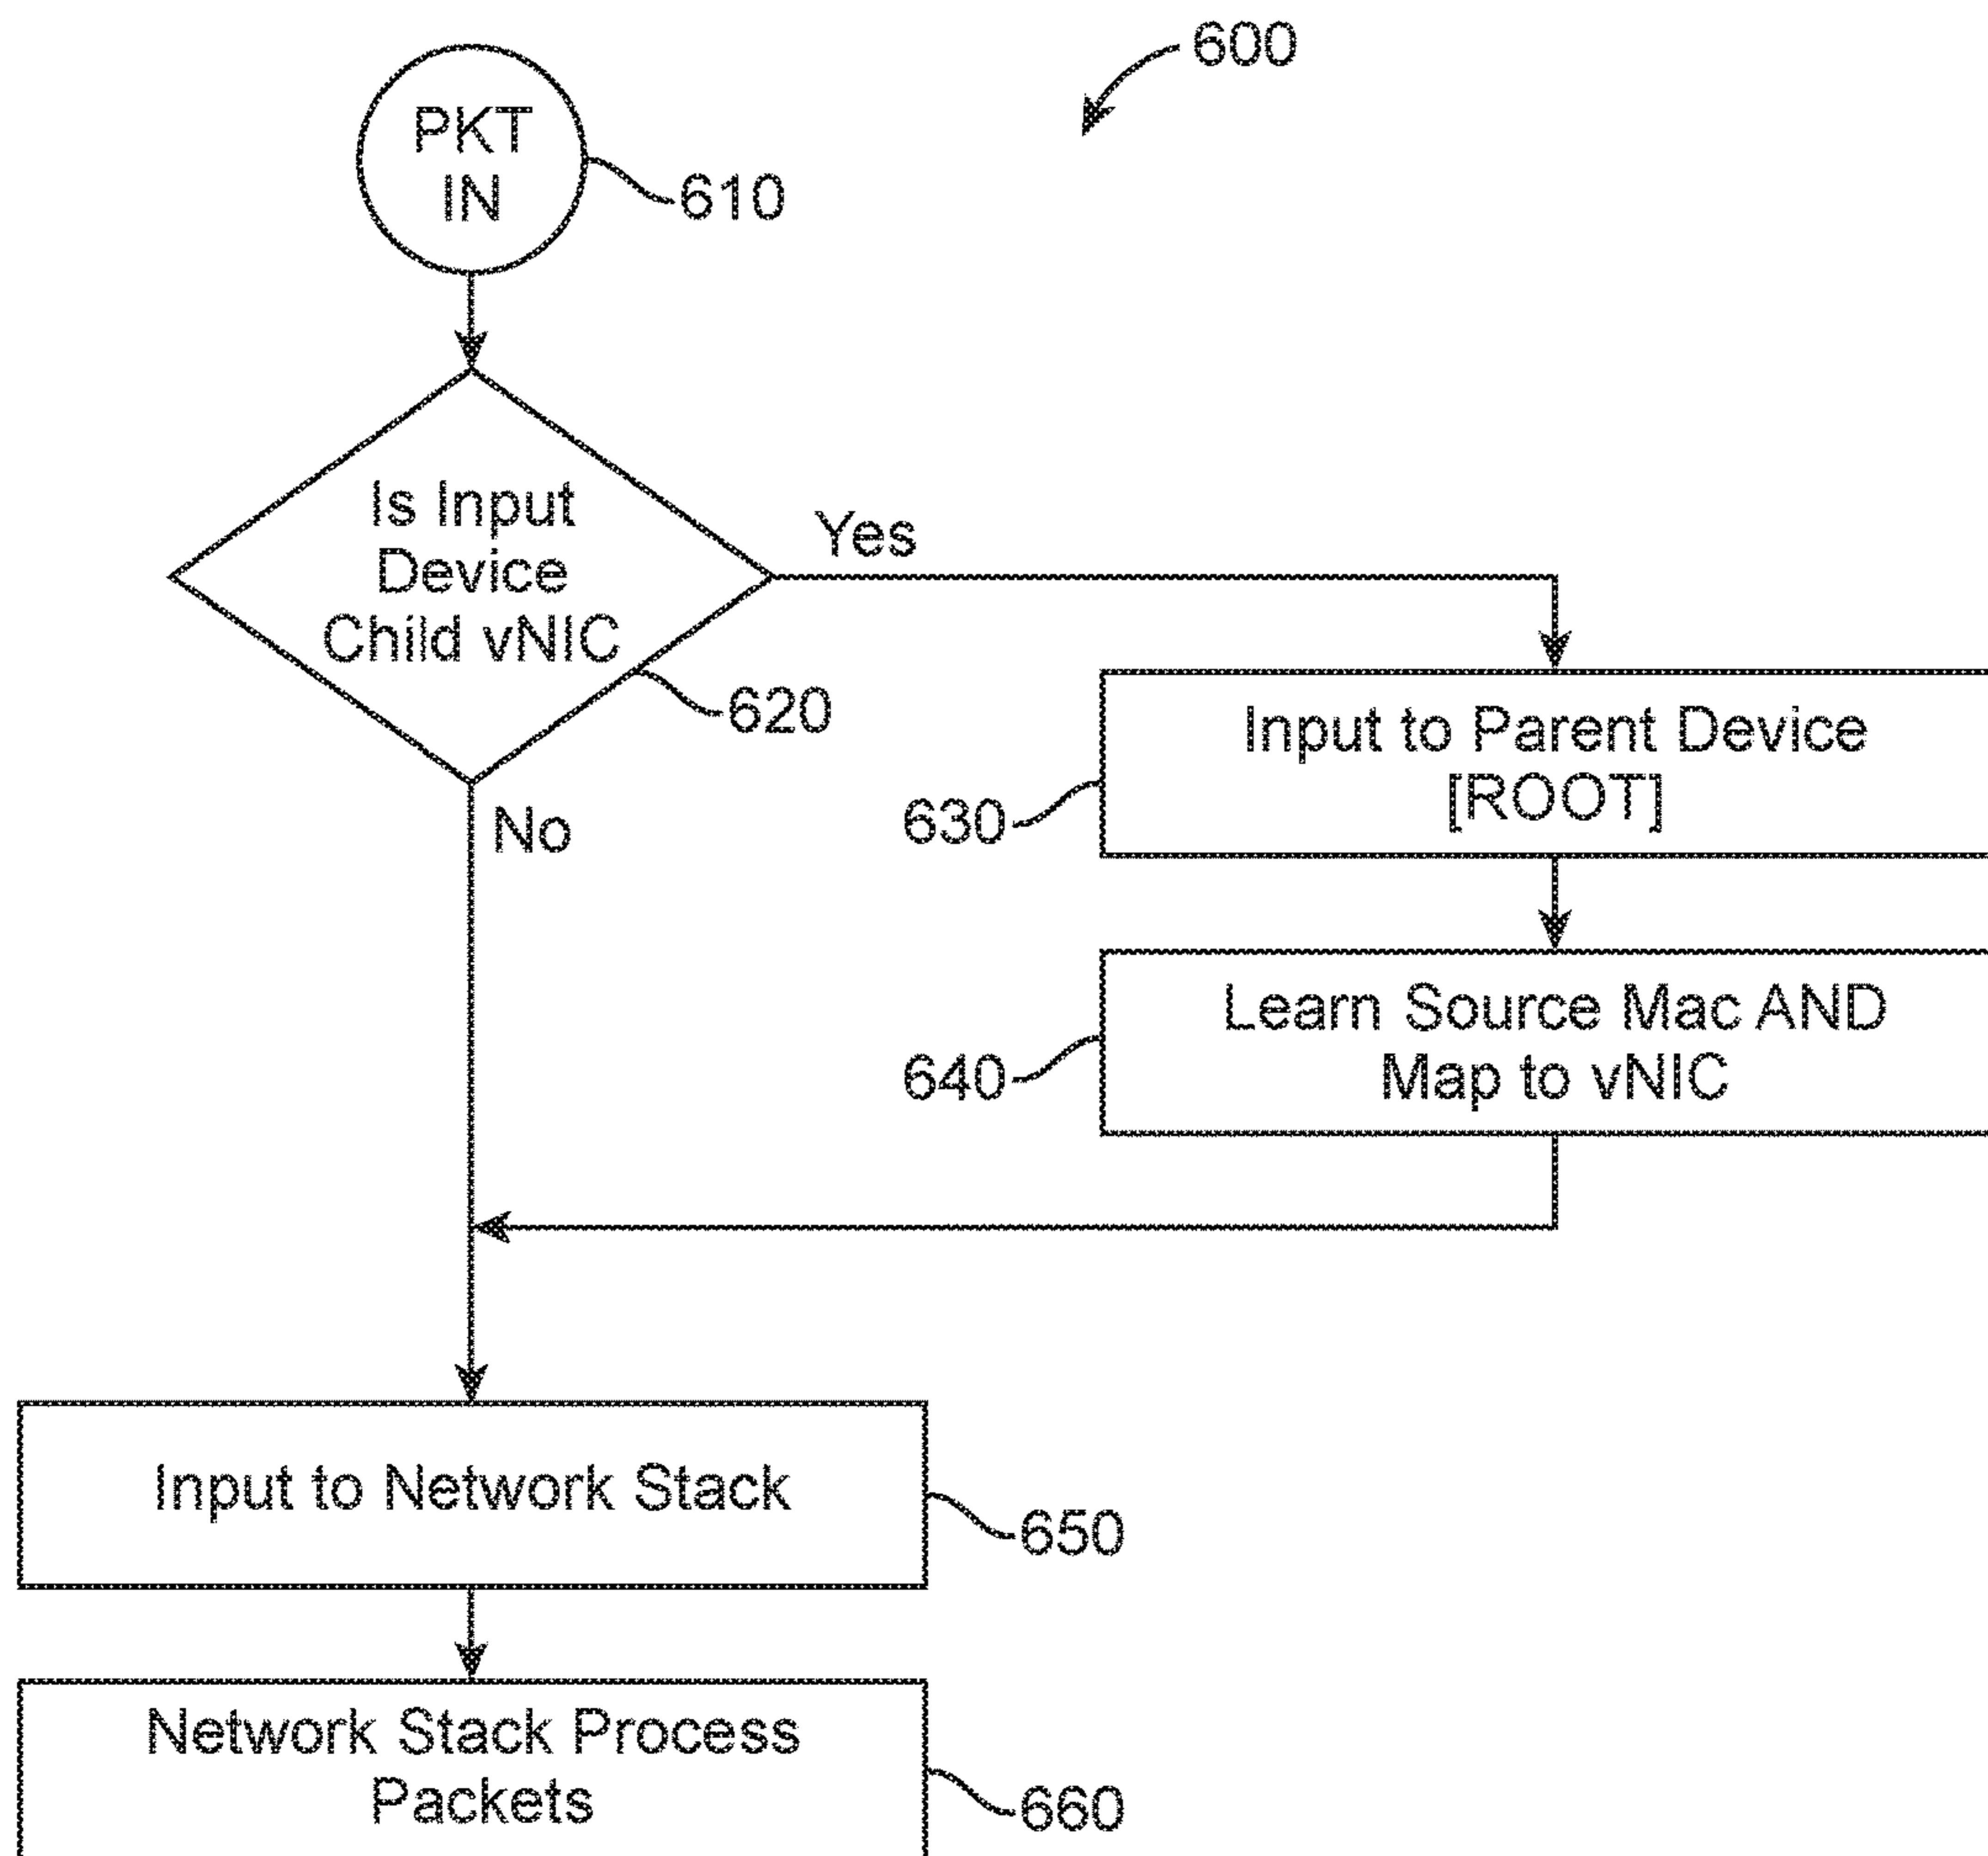 600
PKT
IN
610
Is Input
Device
Child vNIC
Yes
620
Input to Parent Device
[ROOT]
630
No
Learn Source Mac AND
Map to vNIC
640
Input to Network Stack
650
Network Stack Process
Packets
660